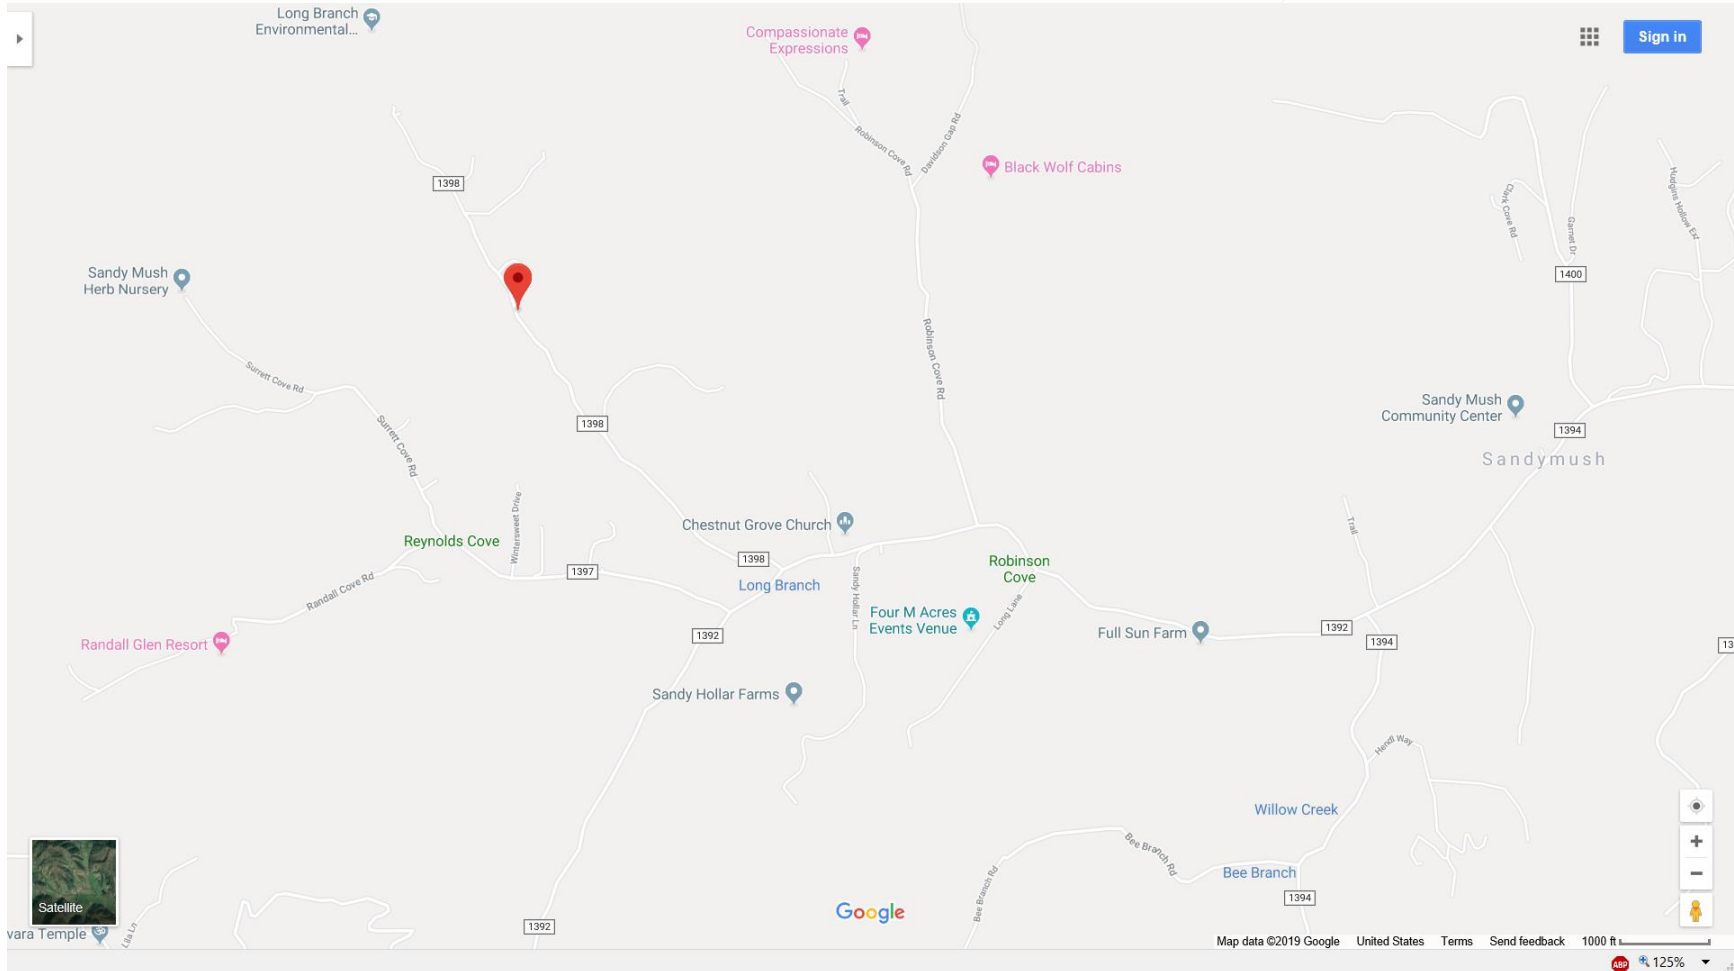 Long Branch
Environmental...
Compassionate
Expressions
Sign in
Trail
Robinson Cove Rd
Davidson Gap Rd
Black Wolf Cabins
1398
Clark Cove Rd
Garnet Dr
Hudgins Hollow Est
Sandy Mush
Herb Nursery
1400
Robinson Cove Rd
Surrett Cove Rd
Surrett Cove Rd
1398
Sandy Mush
Community Center
1394
Sandymush
Wintersweet Drive
Chestnut Grove Church
Trail
Reynolds Cove
1398
1397
Long Branch
Robinson
Cove
Randall Cove Rd
Sandy Hollar Ln
Long Lane
Four M Acres
Events Venue
Full Sun Farm
1392
1392
1394
13
Randall Glen Resort
Sandy Hollar Farms
Hendl Way
Willow Creek
Bee Branch Rd
Bee Branch
Bee Branch Rd
1394
Satellite
Google
1392
vara Temple
Lila Ln
Map data ©2019 Google United States Terms Send feedback 1000 ft
ABP
125%